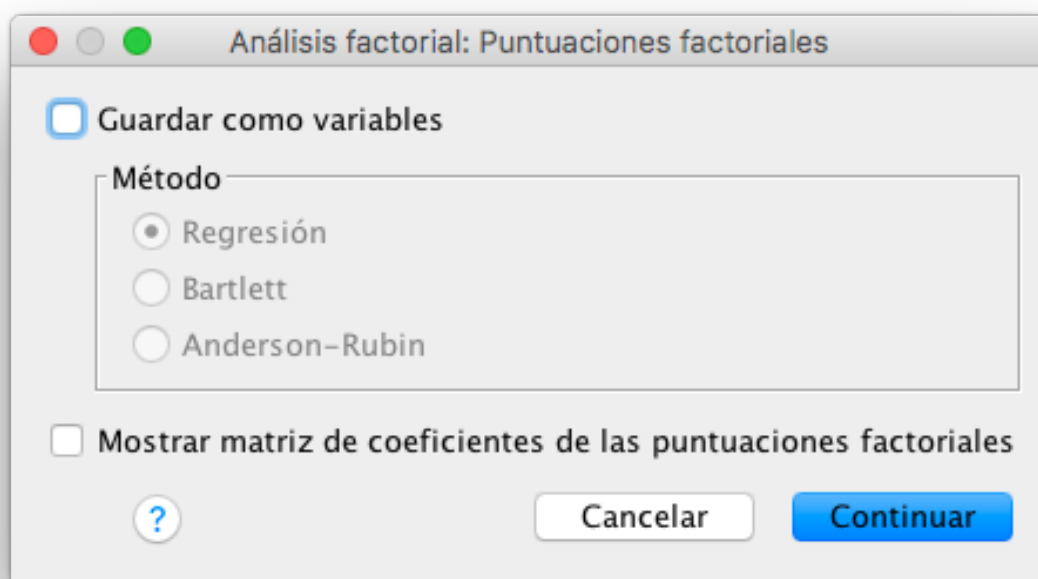 Análisis factorial: Puntuaciones factoriales
Guardar como variables
Método
Regresión
Bartlett
Anderson-Rubin
Mostrar matriz de coeficientes de las puntuaciones factoriales
?
Cancelar
Continuar